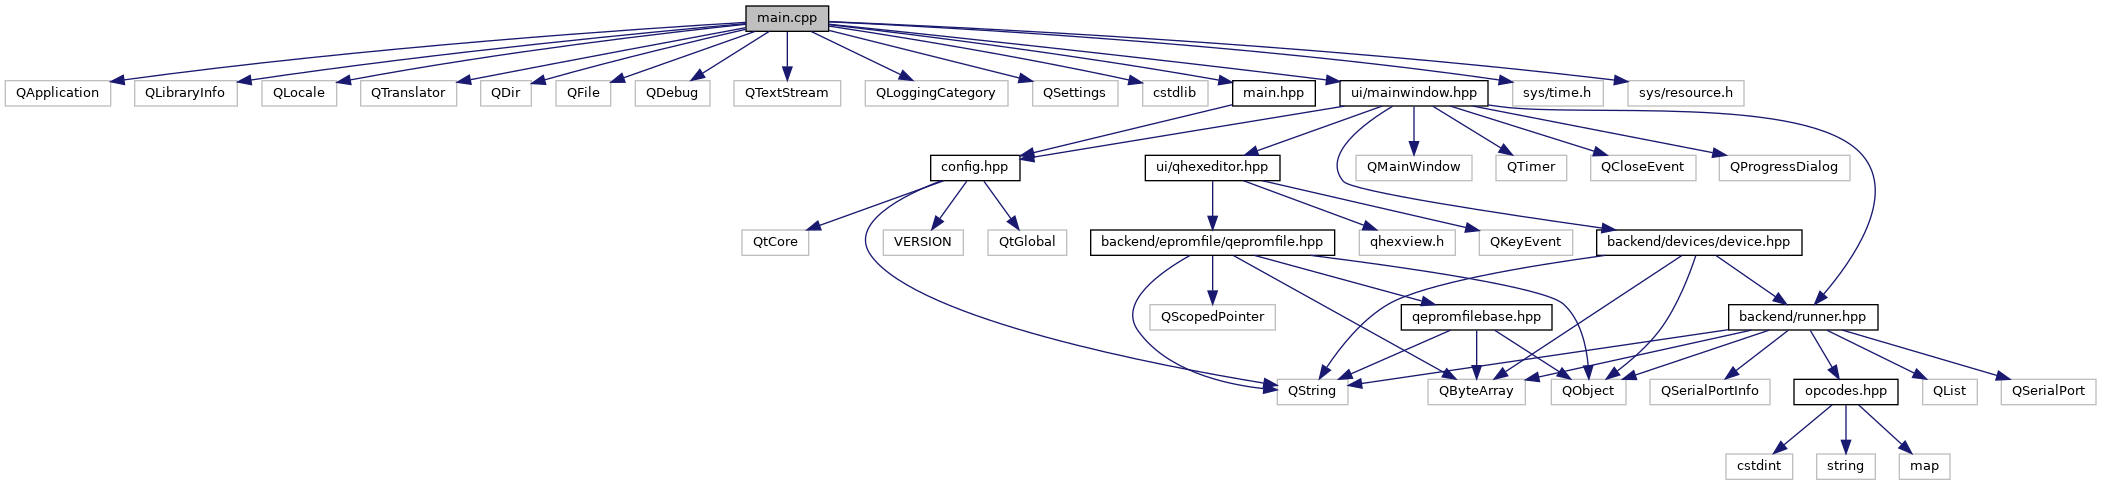 main.cpp
QApplication
QLibraryInfo
QLocale
QTranslator
QDir
QFile
QDebug
QTextStream
QLoggingCategory
QSettings
cstdlib
main.hpp
ui/mainwindow.hpp
sys/time.h
sys/resource.h
config.hpp
ui/qhexeditor.hpp
QMainWindow
QTimer
QCloseEvent
QProgressDialog
QtCore
VERSION
QtGlobal
backend/epromfile/qepromfile.hpp
qhexview.h
QKeyEvent
backend/devices/device.hpp
QScopedPointer
qepromfilebase.hpp
backend/runner.hpp
QString
QByteArray
QObject
QSerialPortInfo
opcodes.hpp
QList
QSerialPort
cstdint
string
map